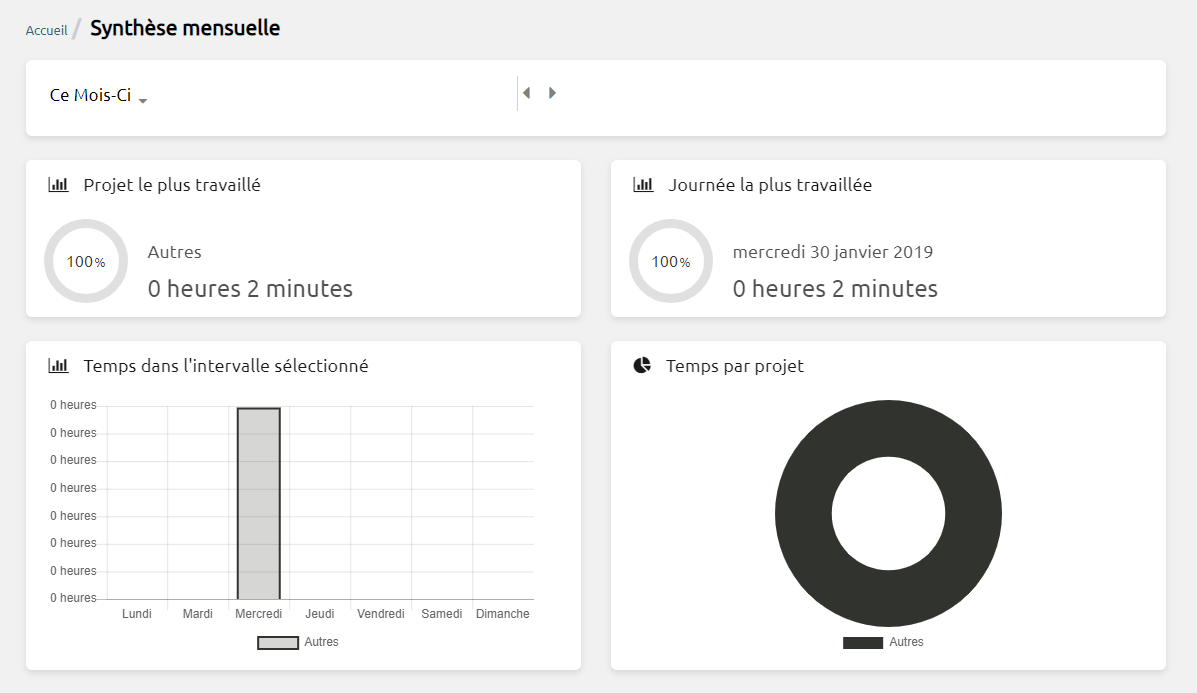 Accueil / Synthèse mensuelle
Ce Mois-Ci
Projet le plus travaillé
100%
Autres
0 heures 2 minutes
Journée la plus travaillée
100%
mercredi 30 janvier 2019
0 heures 2 minutes
Temps dans l'intervalle sélectionné
0 heures
0 heures
0 heures
0 heures
0 heures
0 heures
0 heures
0 heures
Lundi Mardi Mercredi Jeudi Vendredi Samedi Dimanche
Autres
Temps par projet
Autres